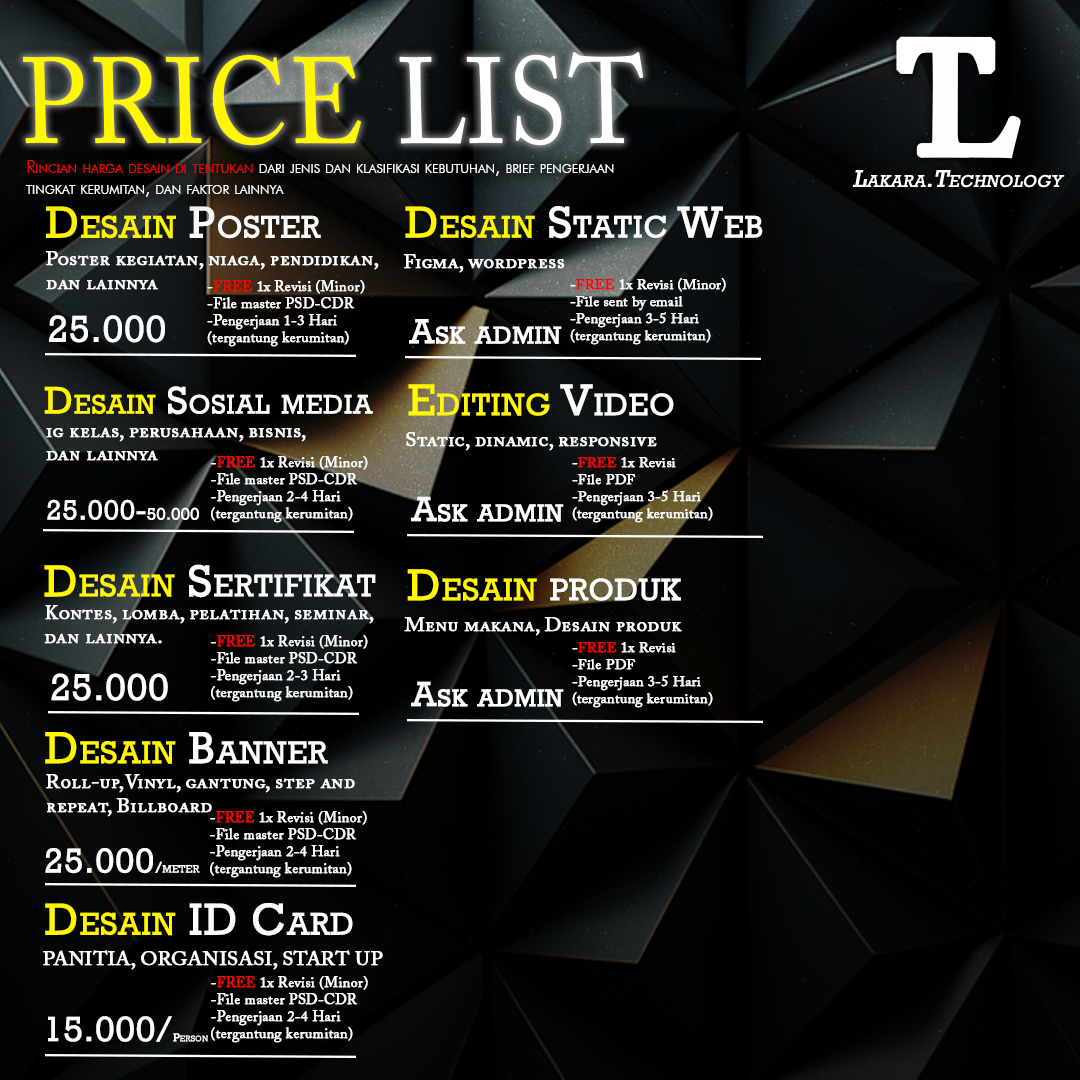 PRICE LIST
RINCIAN HARGA DESAIN DI TENTUKAN DARI JENIS DAN KLASIFIKASI KEBUTUHAN, BRIEF PENGERJAAN
TINGKAT KERUMITAN, DAN FAKTOR LAINNYA
TL
LAKARA.TECHNOLOGY
DESAIN POSTER
POSTER KEGIATAN, NIAGA, PENDIDIKAN,
DAN LAINNYA
-FREE 1x Revisi (Minor)
-File master PSD-CDR
-Pengerjaan 1-3 Hari
(tergantung kerumitan)
25.000
DESAIN SOSIAL MEDIA
IG KELAS, PERUSAHAAN, BISNIS,
DAN LAINNYA
-FREE 1x Revisi (Minor)
-File master PSD-CDR
-Pengerjaan 2-4 Hari
(tergantung kerumitan)
25.000-50.000
DESAIN SERTIFIKAT
KONTES, LOMBA, PELATIHAN, SEMINAR,
DAN LAINNYA.
-FREE 1x Revisi (Minor)
-File master PSD-CDR
-Pengerjaan 2-3 Hari
(tergantung kerumitan)
25.000
DESAIN BANNER
ROLL-UP,VINYL, GANTUNG, STEP AND
REPEAT, BILLBOARD
-FREE 1x Revisi (Minor)
-File master PSD-CDR
-Pengerjaan 2-4 Hari
(tergantung kerumitan)
25.000/METER
DESAIN ID CARD
PANITIA, ORGANISASI, START UP
-FREE 1x Revisi (Minor)
-File master PSD-CDR
-Pengerjaan 2-4 Hari
(tergantung kerumitan)
15.000/PERSON
DESAIN STATIC WEB
FIGMA, WORDPRESS
-FREE 1x Revisi (Minor)
-File sent by email
-Pengerjaan 3-5 Hari
(tergantung kerumitan)
ASK ADMIN
EDITING VIDEO
STATIC, DINAMIC, RESPONSIVE
-FREE 1x Revisi
-File PDF
-Pengerjaan 3-5 Hari
(tergantung kerumitan)
ASK ADMIN
DESAIN PRODUK
MENU MAKANA, DESAIN PRODUK
-FREE 1x Revisi
-File PDF
-Pengerjaan 3-5 Hari
(tergantung kerumitan)
ASK ADMIN